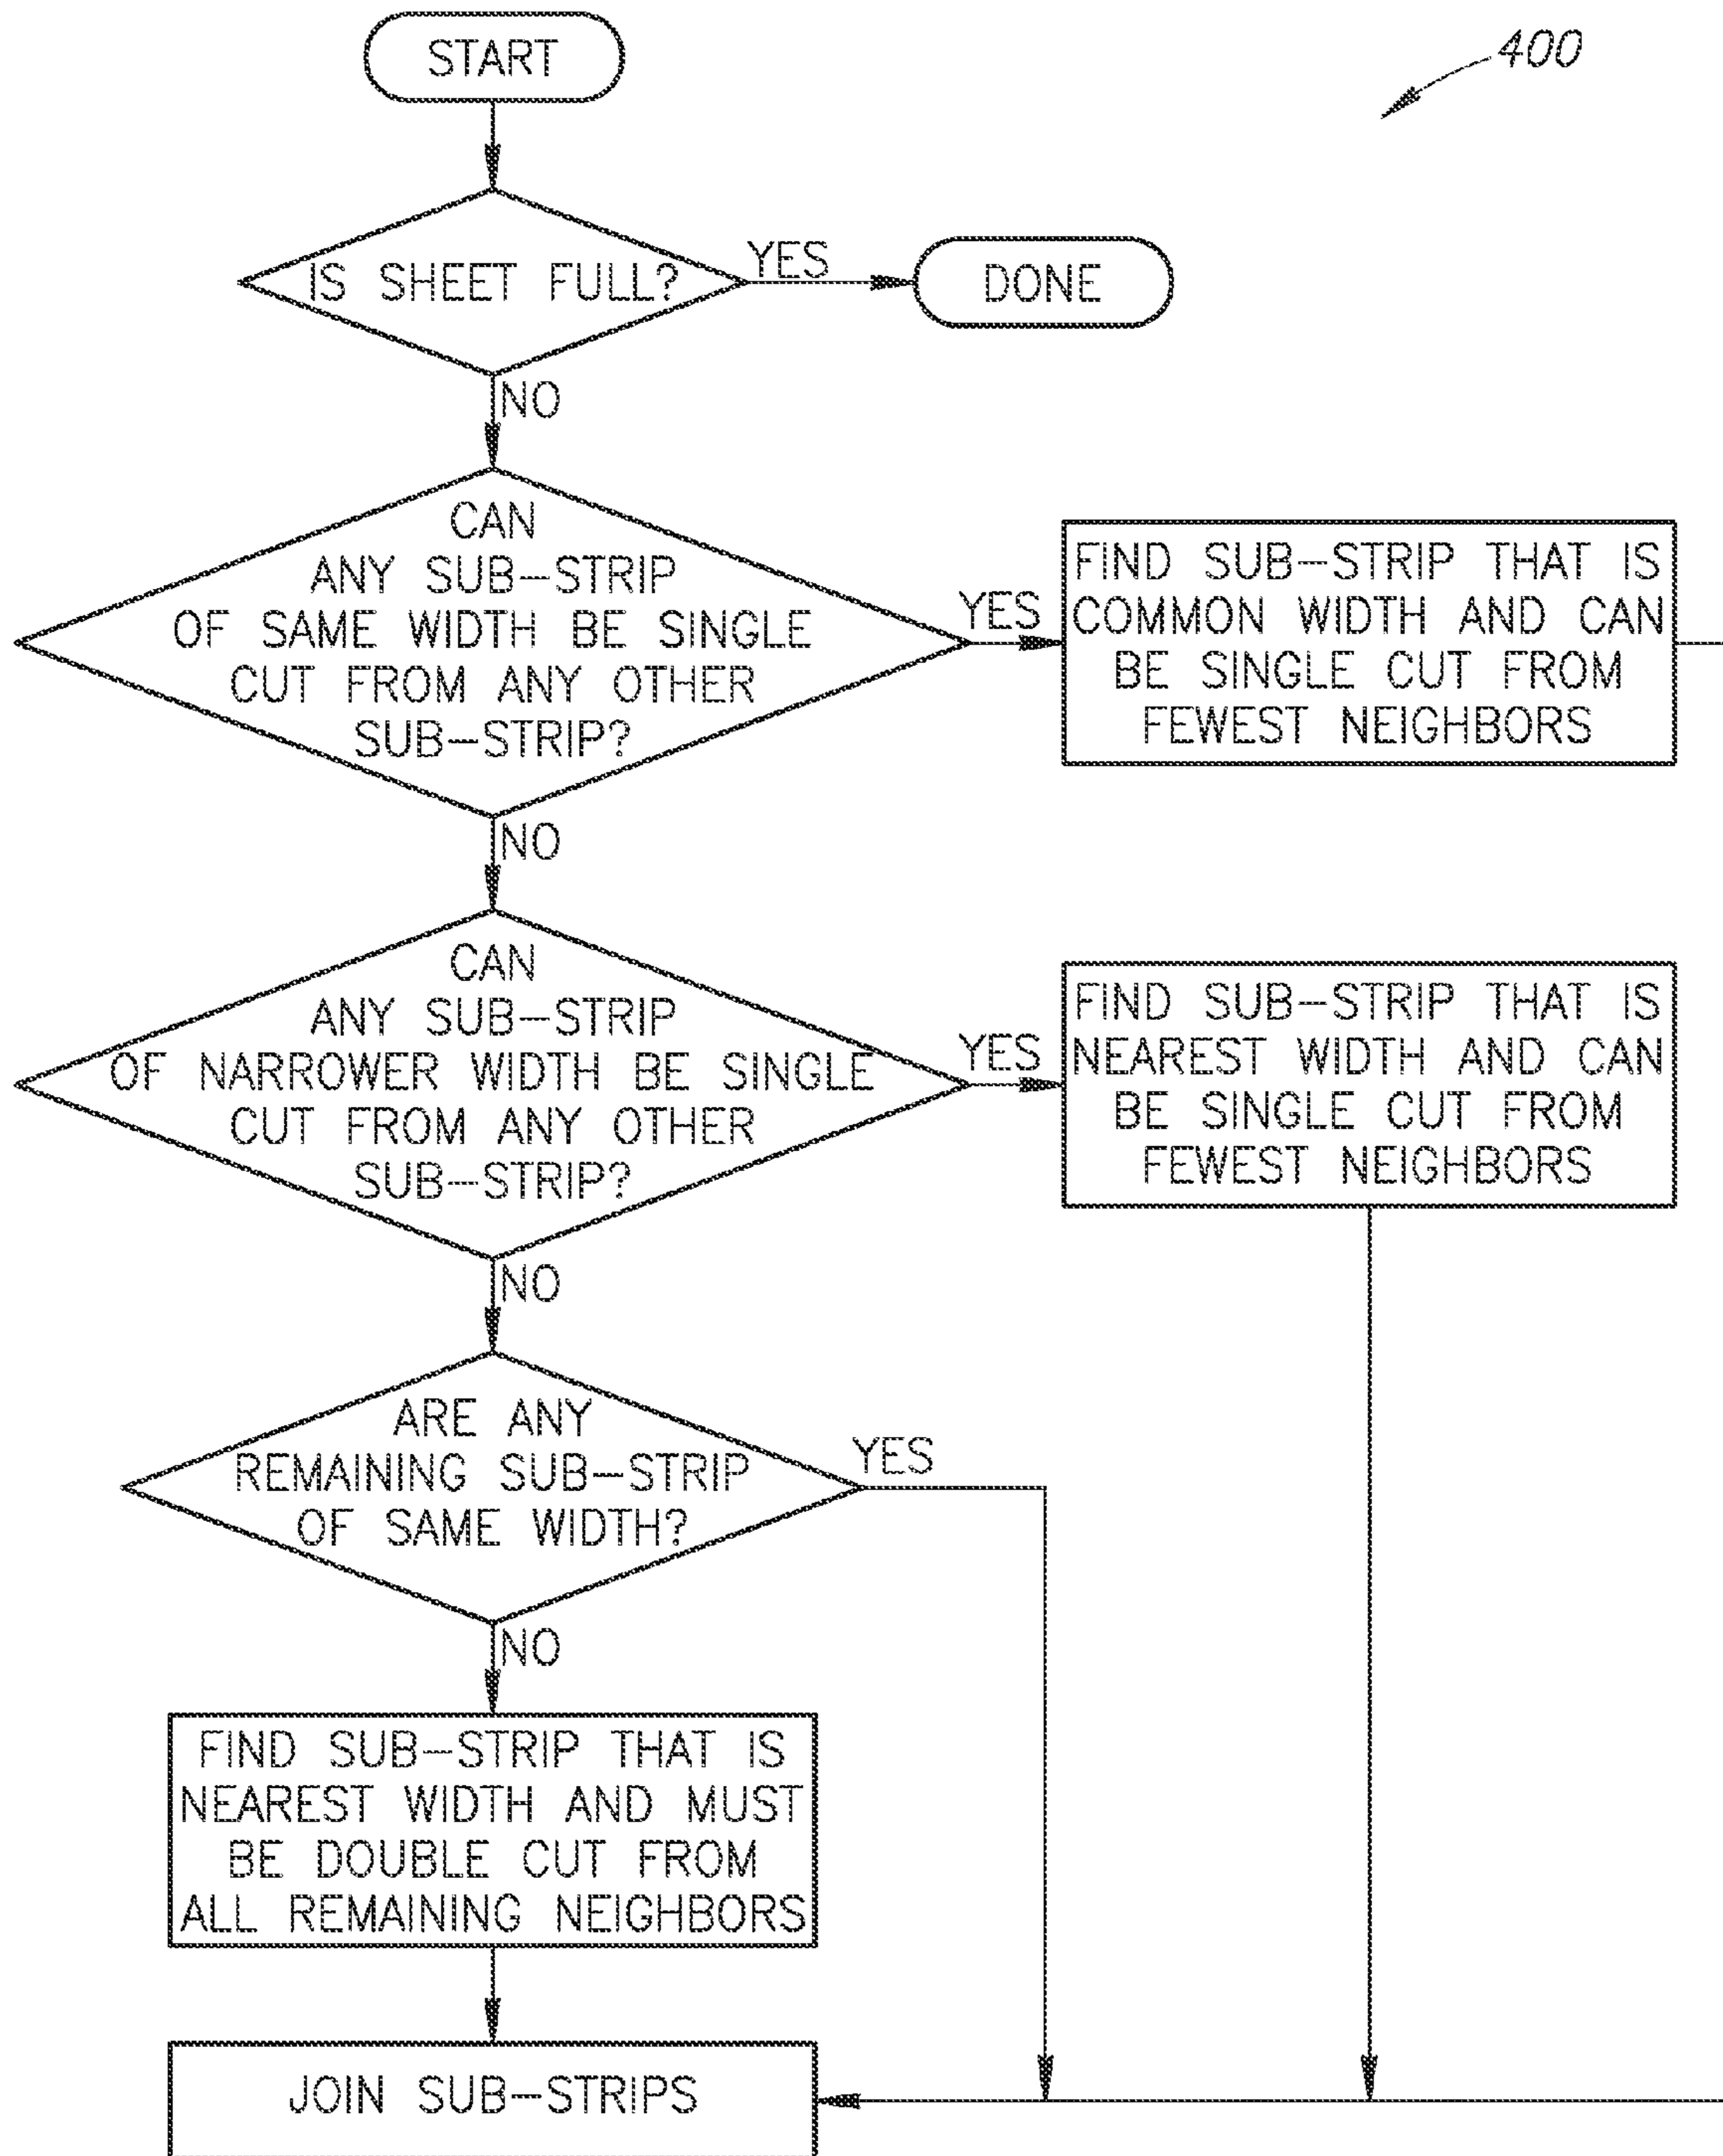 START
400
IS SHEET FULL?
YES
DONE
NO
CAN
ANY SUB-STRIP
OF SAME WIDTH BE SINGLE
CUT FROM ANY OTHER
SUB-STRIP?
YES
FIND SUB-STRIP THAT IS
COMMON WIDTH AND CAN
BE SINGLE CUT FROM
FEWEST NEIGHBORS
NO
CAN
ANY SUB-STRIP
OF NARROWER WIDTH BE SINGLE
CUT FROM ANY OTHER
SUB-STRIP?
YES
FIND SUB-STRIP THAT IS
NEAREST WIDTH AND CAN
BE SINGLE CUT FROM
FEWEST NEIGHBORS
NO
ARE ANY
REMAINING SUB-STRIP
OF SAME WIDTH?
YES
NO
FIND SUB-STRIP THAT IS
NEAREST WIDTH AND MUST
BE DOUBLE CUT FROM
ALL REMAINING NEIGHBORS
JOIN SUB-STRIPS